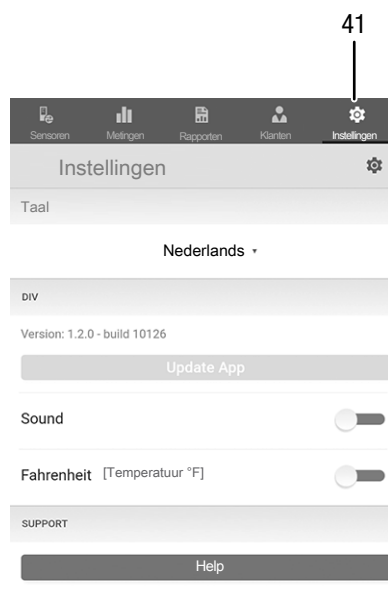 41
Sensoren Metingen Rapporten Klanten Instellingen
Instellingen
Taal
Nederlands
DIV
Version: 1.2.0 - build 10126
Update App
Sound
Fahrenheit [Temperatuur °F]
SUPPORT
Help